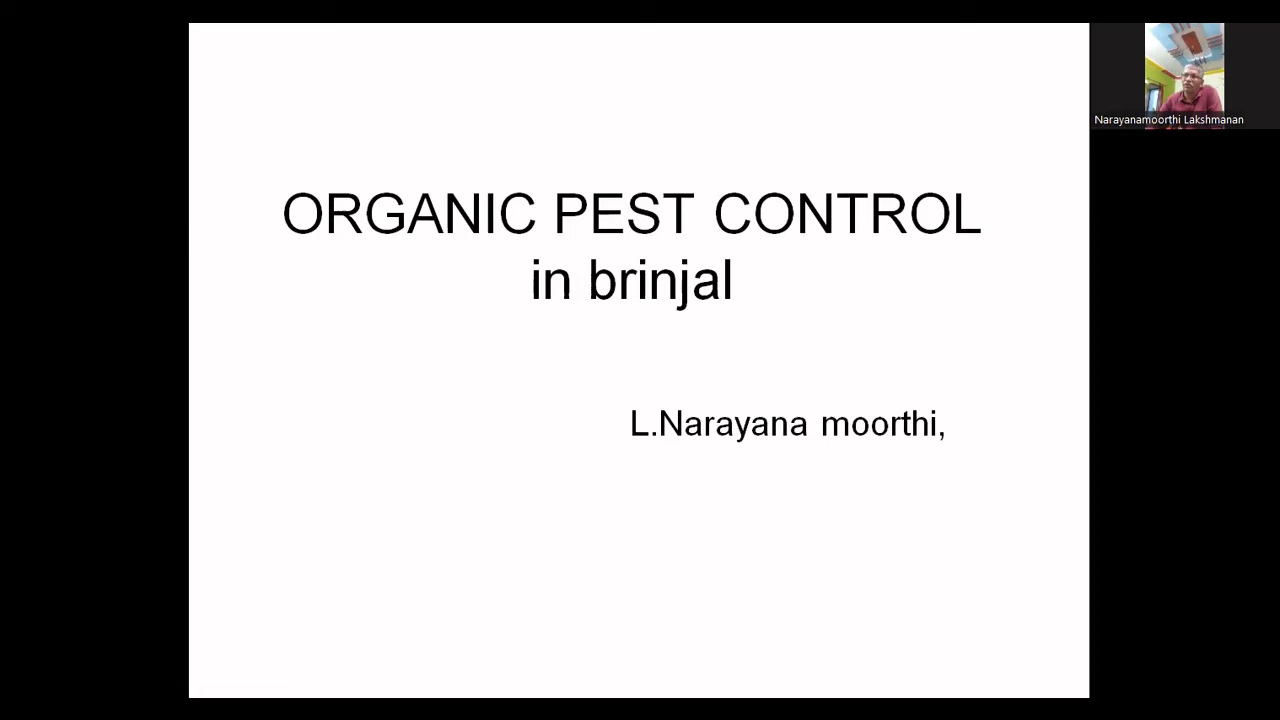 ORGANIC PEST CONTROL
in brinjal
L.Narayana moorthi,
Narayanamoorthi Lakshmanan